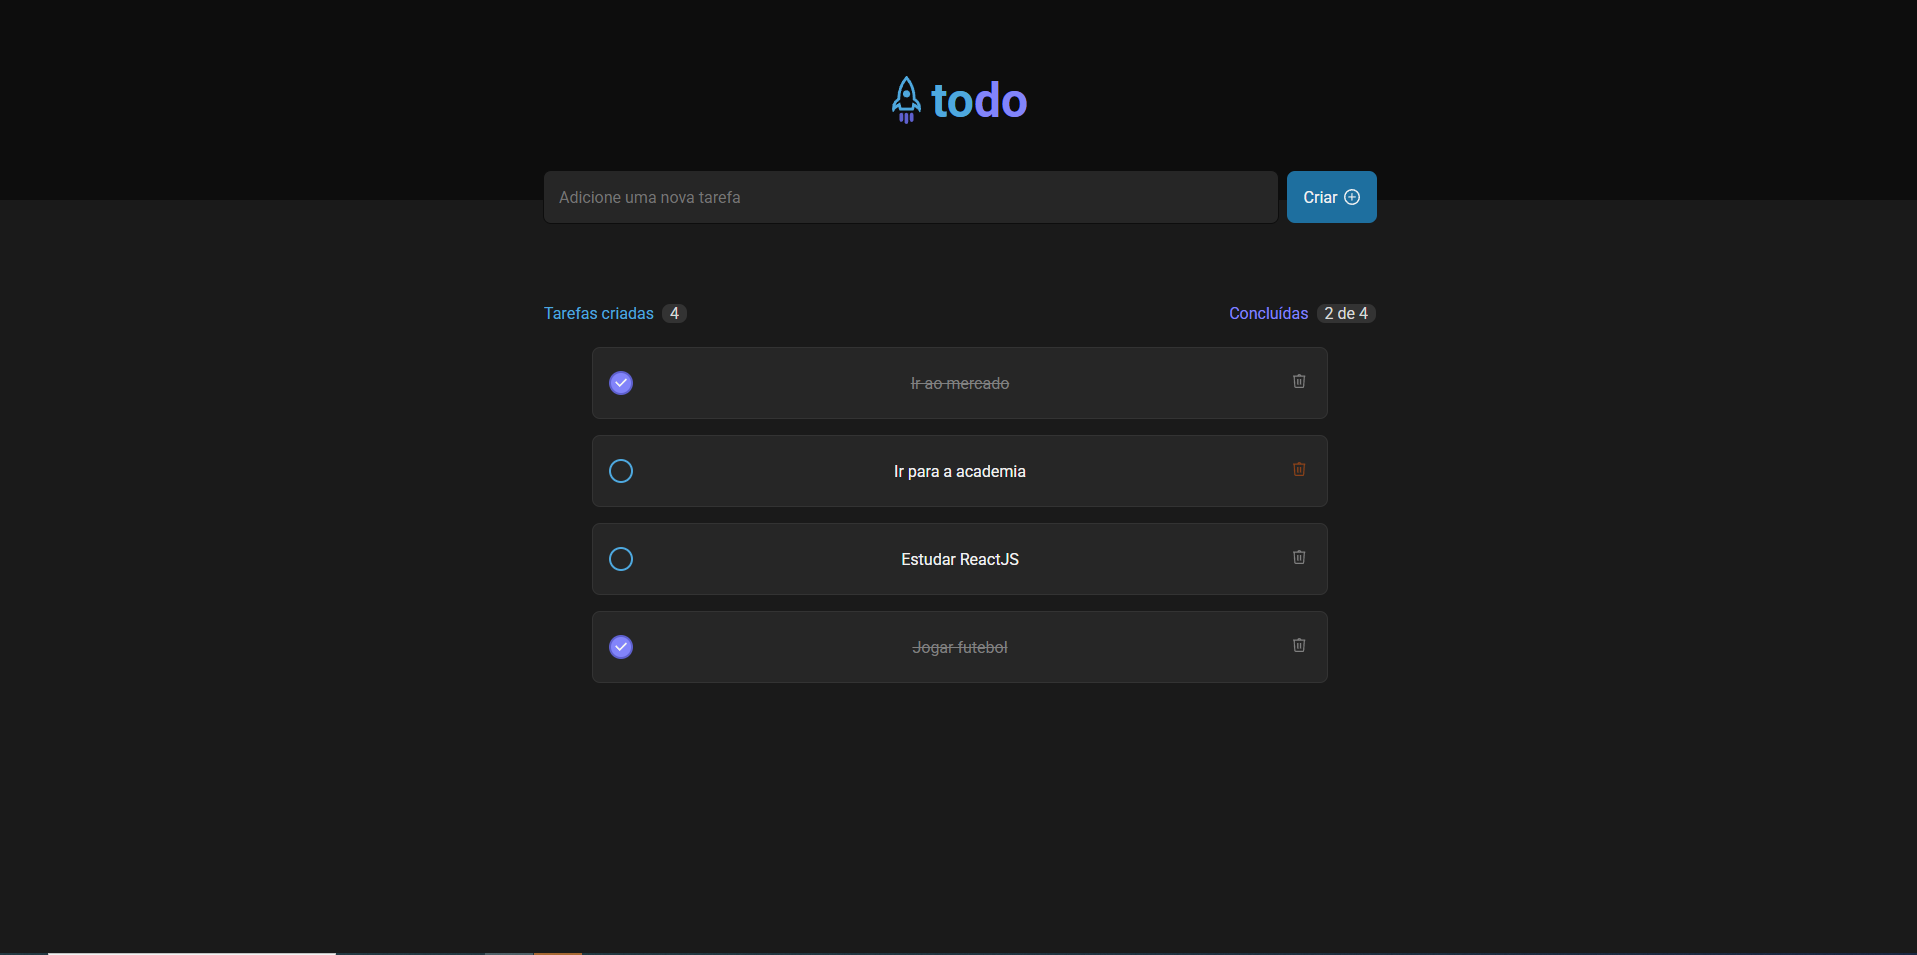 todo
Adicione uma nova tarefa
Criar
Tarefas criadas 4
Concluídas 2 de 4
Ir ao mercado
Ir para a academia
Estudar ReactJS
Jogar futebol